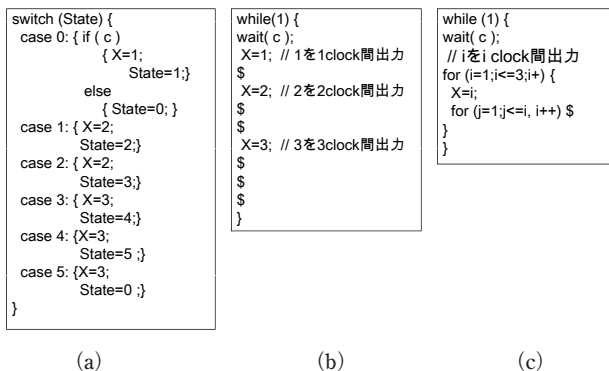 switch (State) {
case 0: { if ( c )
{ X=1;
State=1;}
else
{ State=0; }
case 1: { X=2;
State=2;}
case 2: { X=2;
State=3;}
case 3: { X=3;
State=4;}
case 4: {X=3;
State=5 ;}
case 5: {X=3;
State=0 ;}
}
(a)
while(1) {
wait( c );
X=1; // 1を1clock間出力
$
X=2; // 2を2clock間出力
$
$
X=3; // 3を3clock間出力
$
$
$
}
(b)
while (1) {
wait( c );
// iをi clock間出力
for (i=1;i<=3;i+) {
X=i;
for (j=1;j<=i, i++) $
}
}
(c)